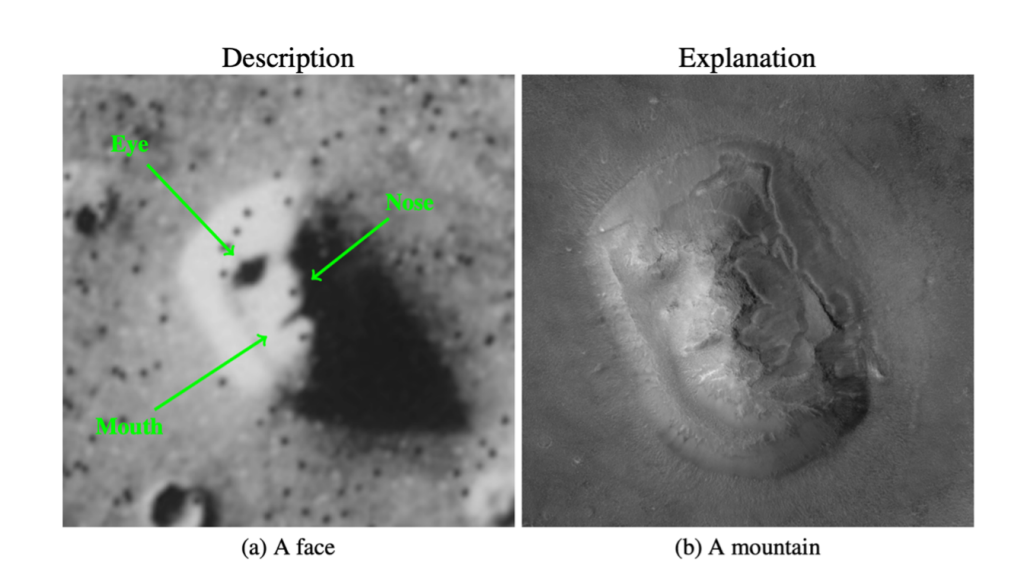 Description
Explanation
Eye
Nose
Mouth
(a) A face
(b) A mountain